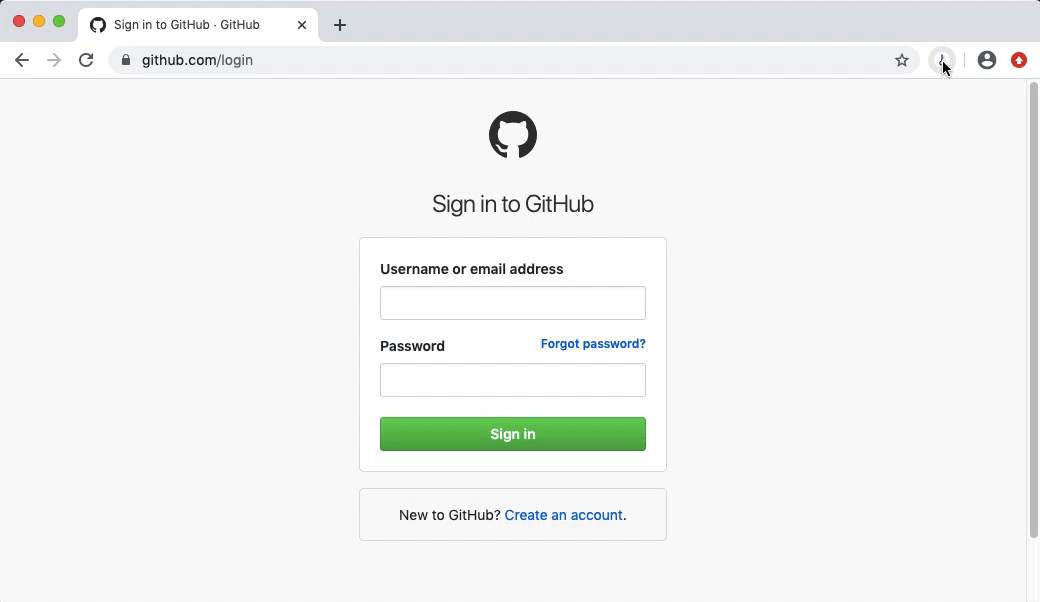 Sign in to GitHub · GitHub
github.com/login
Sign in to GitHub
Username or email address
Password
Forgot password?
Sign in
New to GitHub? Create an account.